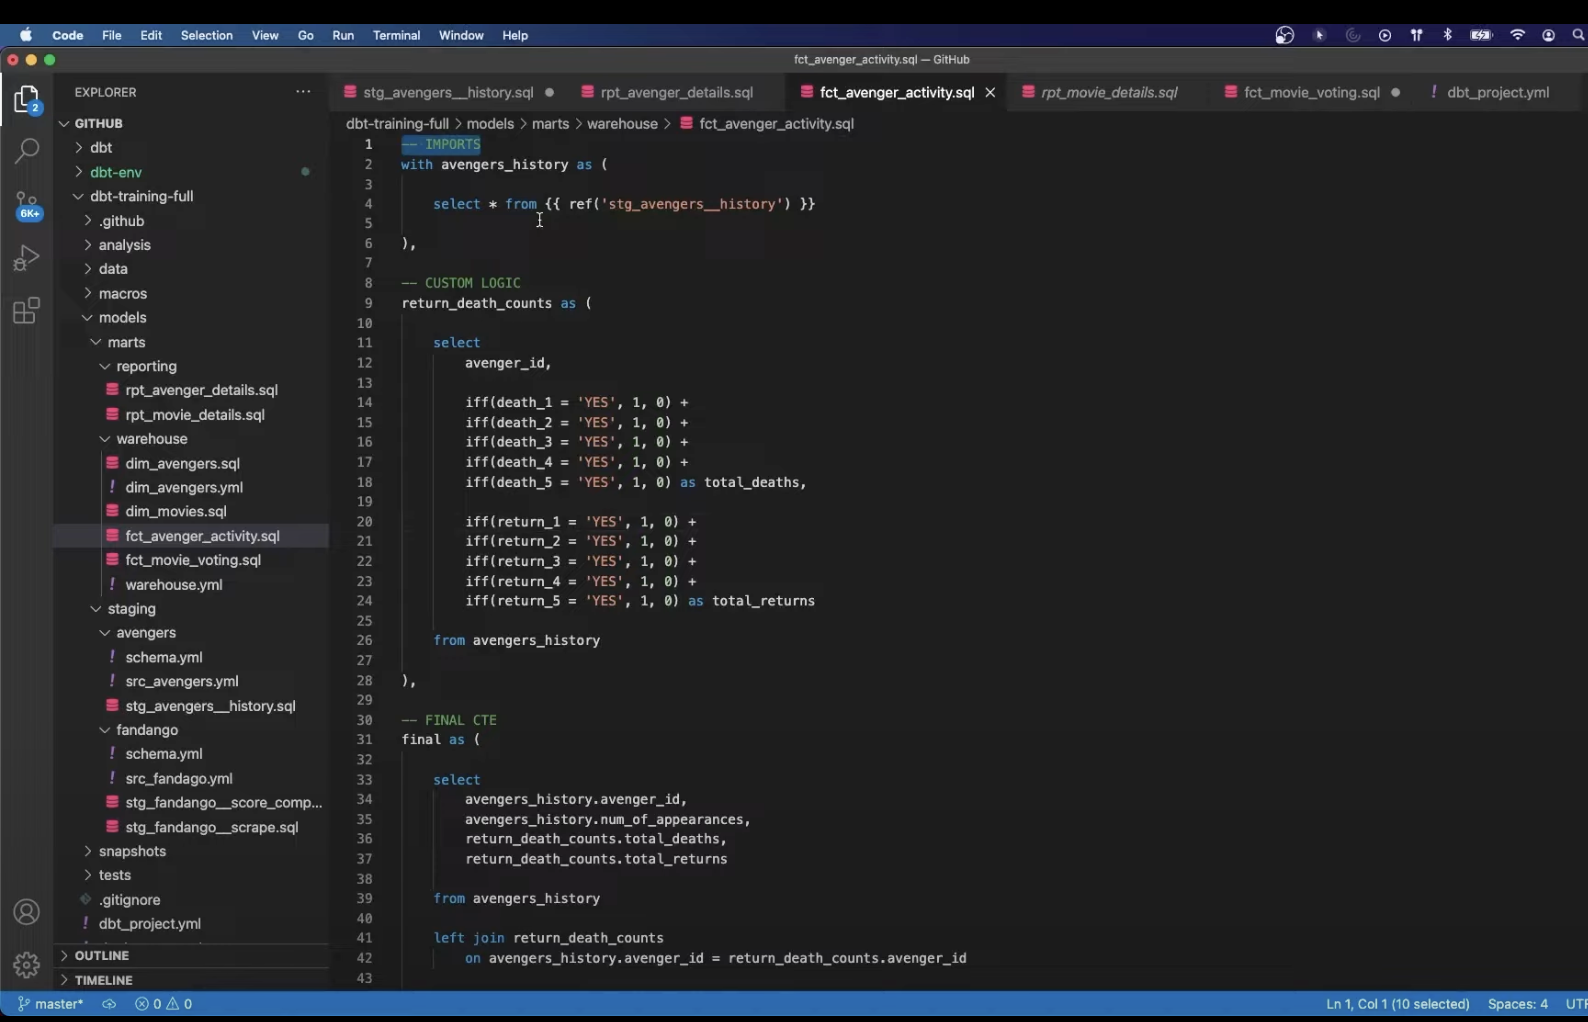 Code File Edit Selection View Go Run Terminal Window Help
fct_avenger_activity.sql — GitHub
EXPLORER ...
stg_avengers__history.sql rpt_avenger_details.sql fct_avenger_activity.sql rpt_movie_details.sql fct_movie_voting.sql ! dbt_project.yml
dbt-training-full > models > marts > warehouse > fct_avenger_activity.sql
2
6K+
GITHUB
dbt
dbt-env
dbt-training-full
.github
analysis
data
macros
models
marts
reporting
rpt_avenger_details.sql
rpt_movie_details.sql
warehouse
dim_avengers.sql
! dim_avengers.yml
dim_movies.sql
fct_avenger_activity.sql
fct_movie_voting.sql
! warehouse.yml
staging
avengers
! schema.yml
! src_avengers.yml
stg_avengers__history.sql
fandango
! schema.yml
! src_fandago.yml
stg_fandango__score_comp...
stg_fandango__scrape.sql
snapshots
tests
.gitignore
! dbt_project.yml
OUTLINE
TIMELINE
1 -- IMPORTS
2 with avengers_history as (
3
4 select * from {{ ref('stg_avengers__history') }}
5
6 ),
7
8 -- CUSTOM LOGIC
9 return_death_counts as (
10
11 select
12 avenger_id,
13
14 iff(death_1 = 'YES', 1, 0) +
15 iff(death_2 = 'YES', 1, 0) +
16 iff(death_3 = 'YES', 1, 0) +
17 iff(death_4 = 'YES', 1, 0) +
18 iff(death_5 = 'YES', 1, 0) as total_deaths,
19
20 iff(return_1 = 'YES', 1, 0) +
21 iff(return_2 = 'YES', 1, 0) +
22 iff(return_3 = 'YES', 1, 0) +
23 iff(return_4 = 'YES', 1, 0) +
24 iff(return_5 = 'YES', 1, 0) as total_returns
25
26 from avengers_history
27
28 ),
29
30 -- FINAL CTE
31 final as (
32
33 select
34 avengers_history.avenger_id,
35 avengers_history.num_of_appearances,
36 return_death_counts.total_deaths,
37 return_death_counts.total_returns
38
39 from avengers_history
40
41 left join return_death_counts
42 on avengers_history.avenger_id = return_death_counts.avenger_id
43
master* 0 0 Ln 1, Col 1 (10 selected) Spaces: 4